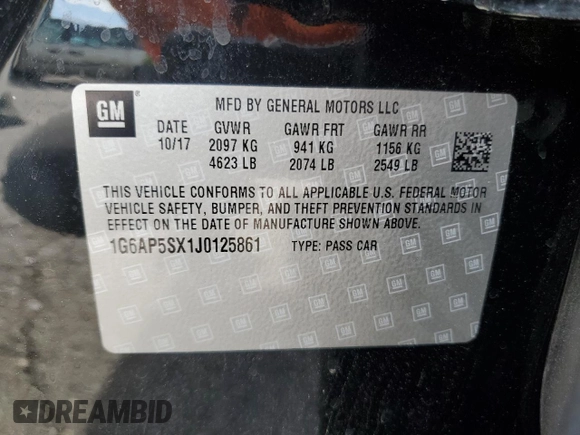 GM ®
MFD BY GENERAL MOTORS LLC
DATE GVWR GAWR FRT GAWR RR
10/17 2097 KG 941 KG 1156 KG
4623 LB 2074 LB 2549 LB
THIS VEHICLE CONFORMS TO ALL APPLICABLE U.S. FEDERAL MOTOR
VEHICLE SAFETY, BUMPER, AND THEFT PREVENTION STANDARDS IN
EFFECT ON THE DATE OF MANUFACTURE SHOWN ABOVE.
1G6AP5SX1J0125861 TYPE: PASS CAR
DREAMBID